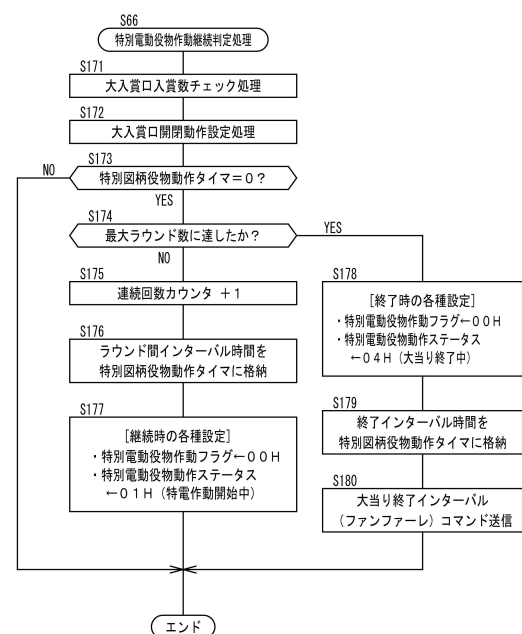 S66
特別電動役物作動継続判定処理
S171
大入賞口入賞数チェック処理
S172
大入賞口開閉動作設定処理
S173
NO
特別図柄役物動作タイマ=0?
YES
S174
最大ラウンド数に達したか?
YES
NO
S175
連続回数カウンタ +1
S176
ラウンド間インターバル時間を
特別図柄役物動作タイマに格納
S177
[継続時の各種設定]
・特別電動役物作動フラグ←00H
・特別電動役物動作ステータス
←01H(特電作動開始中)
S178
[終了時の各種設定]
・特別電動役物作動フラグ←00H
・特別電動役物動作ステータス
←04H(大当り終了中)
S179
終了インターバル時間を
特別図柄役物動作タイマに格納
S180
大当り終了インターバル
(ファンファーレ)コマンド送信
エンド